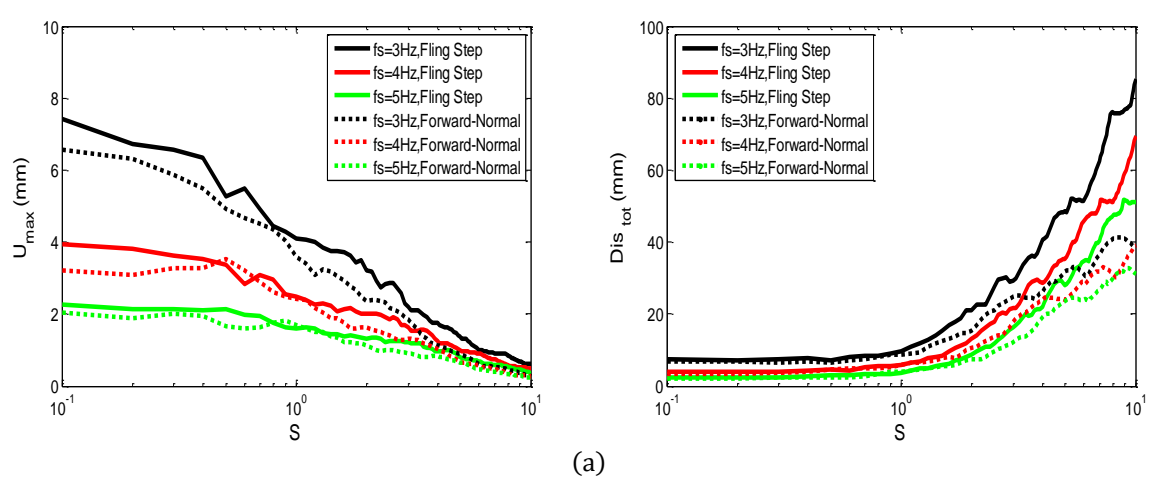 10
8
6
4
2
0
U max (mm)
10^-1
10^0
10^1
S
fs=3Hz,Fling Step
fs=4Hz,Fling Step
fs=5Hz,Fling Step
fs=3Hz,Forward-Normal
fs=4Hz,Forward-Normal
fs=5Hz,Forward-Normal
100
80
60
40
20
0
Dis tot (mm)
10^-1
10^0
10^1
S
fs=3Hz,Fling Step
fs=4Hz,Fling Step
fs=5Hz,Fling Step
fs=3Hz,Forward-Normal
fs=4Hz,Forward-Normal
fs=5Hz,Forward-Normal
(a)